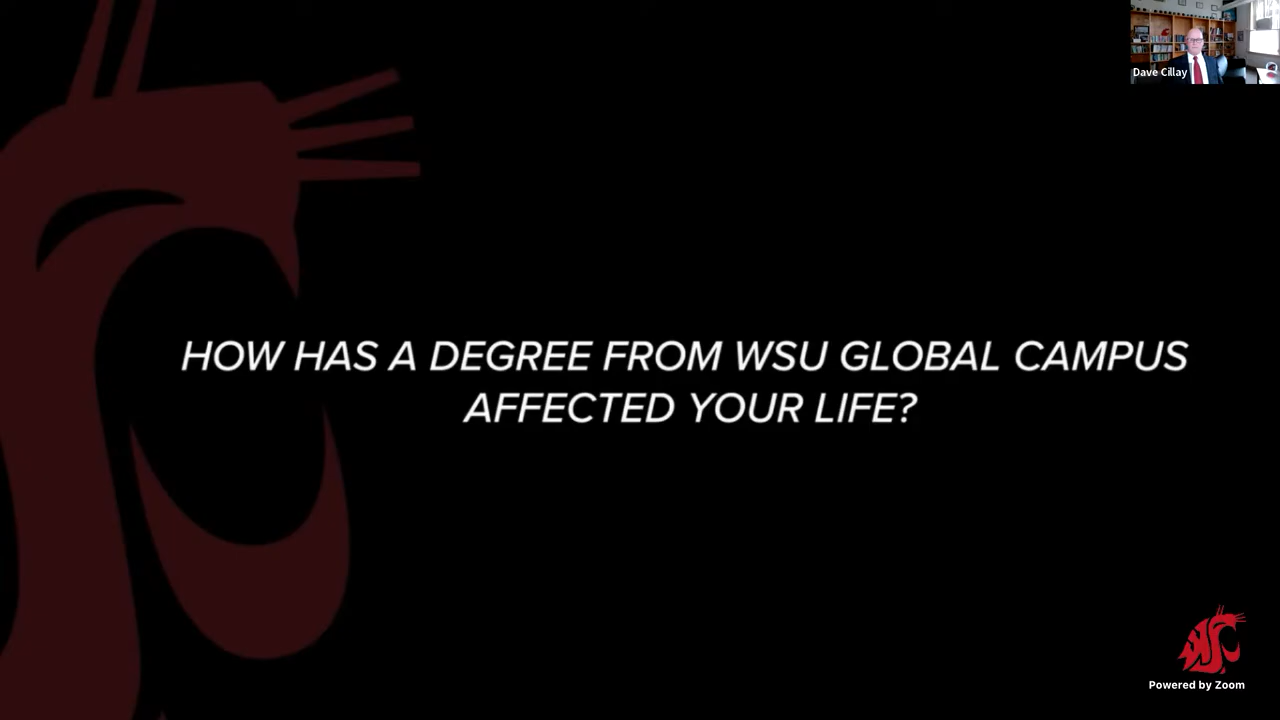 Dave Cillay
HOW HAS A DEGREE FROM WSU GLOBAL CAMPUS
AFFECTED YOUR LIFE?
Powered by Zoom